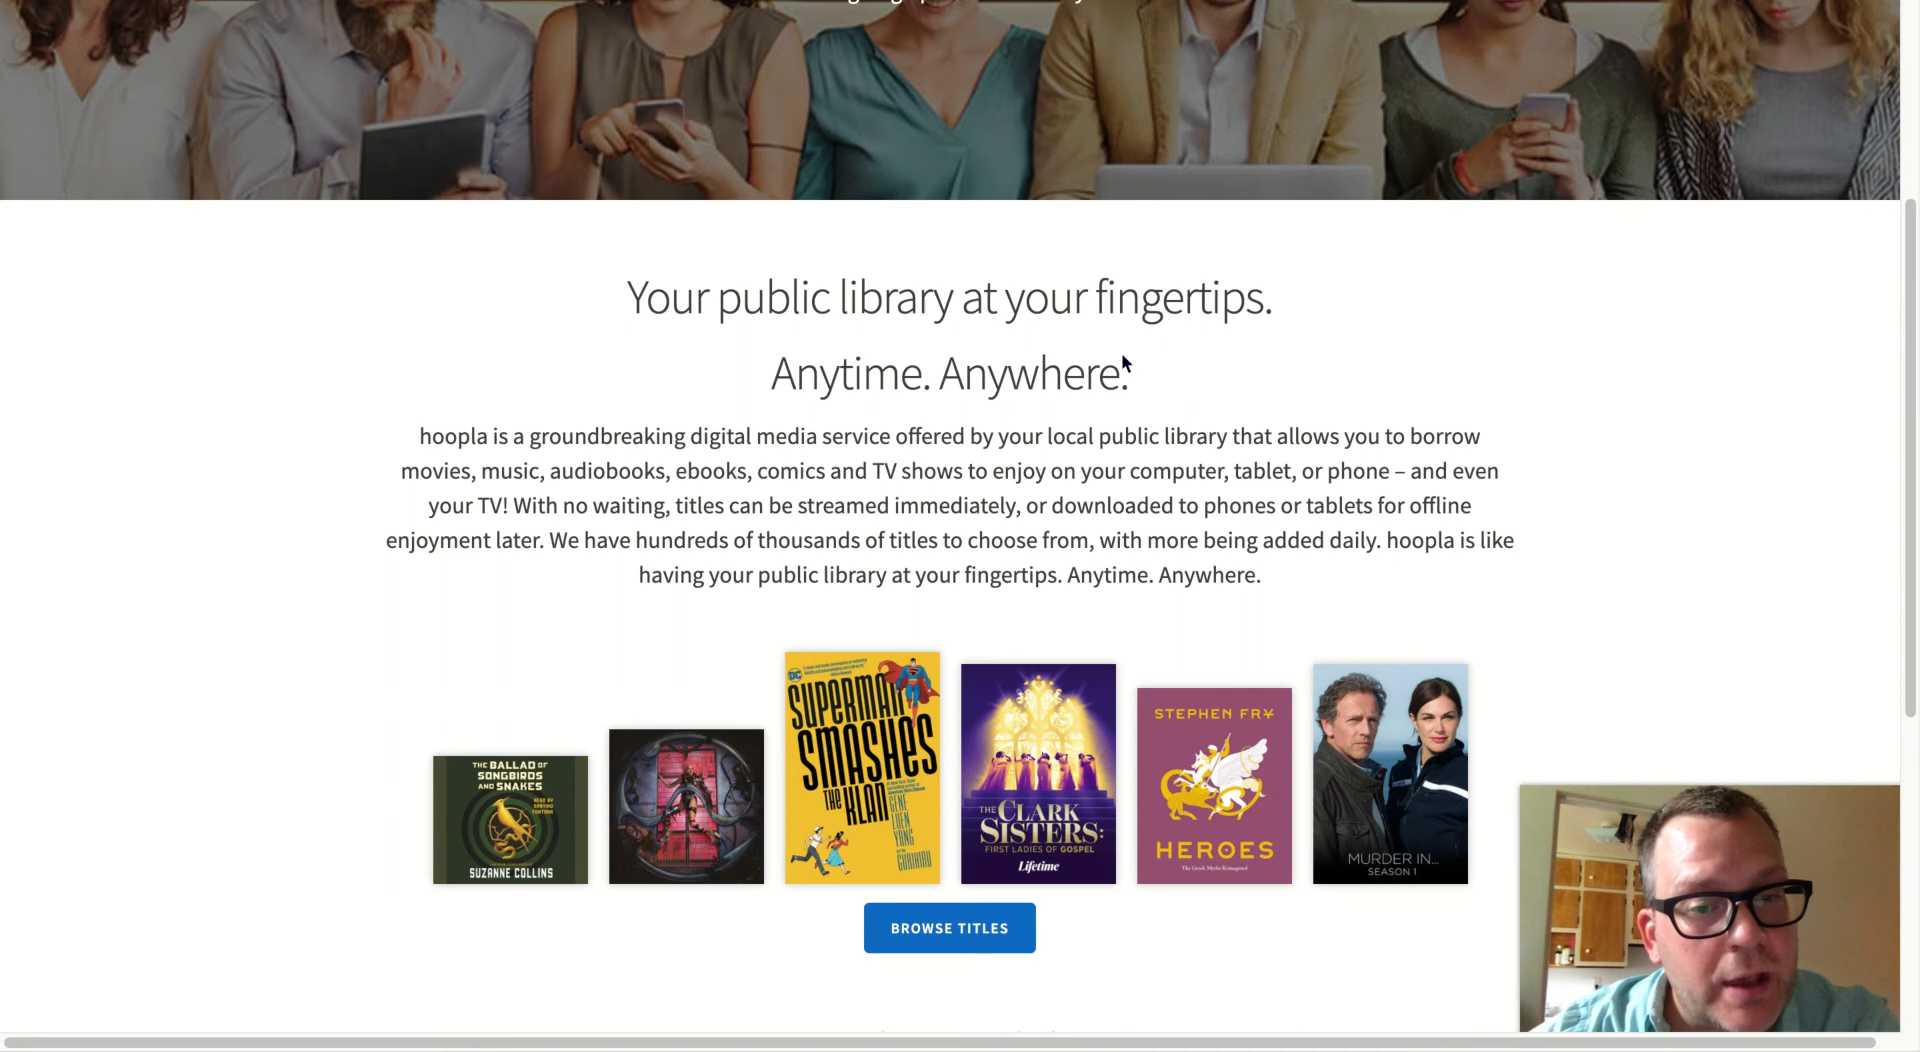 Your public library at your fingertips.
Anytime. Anywhere.
hoopla is a groundbreaking digital media service offered by your local public library that allows you to borrow
movies, music, audiobooks, ebooks, comics and TV shows to enjoy on your computer, tablet, or phone – and even
your TV! With no waiting, titles can be streamed immediately, or downloaded to phones or tablets for offline
enjoyment later. We have hundreds of thousands of titles to choose from, with more being added daily. hoopla is like
having your public library at your fingertips. Anytime. Anywhere.
THE BALLAD OF
SONGBIRDS
AND SNAKES
READ BY
SANTINO
FONTANA
SUZANNE COLLINS
DC
SUPERMAN
SMASHES
THE KLAN
GENE
LUEN
YANG
GURIHIRU
THE CLARK
SISTERS:
FIRST LADIES OF GOSPEL
Lifetime
STEPHEN FRY
HEROES
The Greek Myths Reimagined
MURDER IN...
SEASON 1
BROWSE TITLES